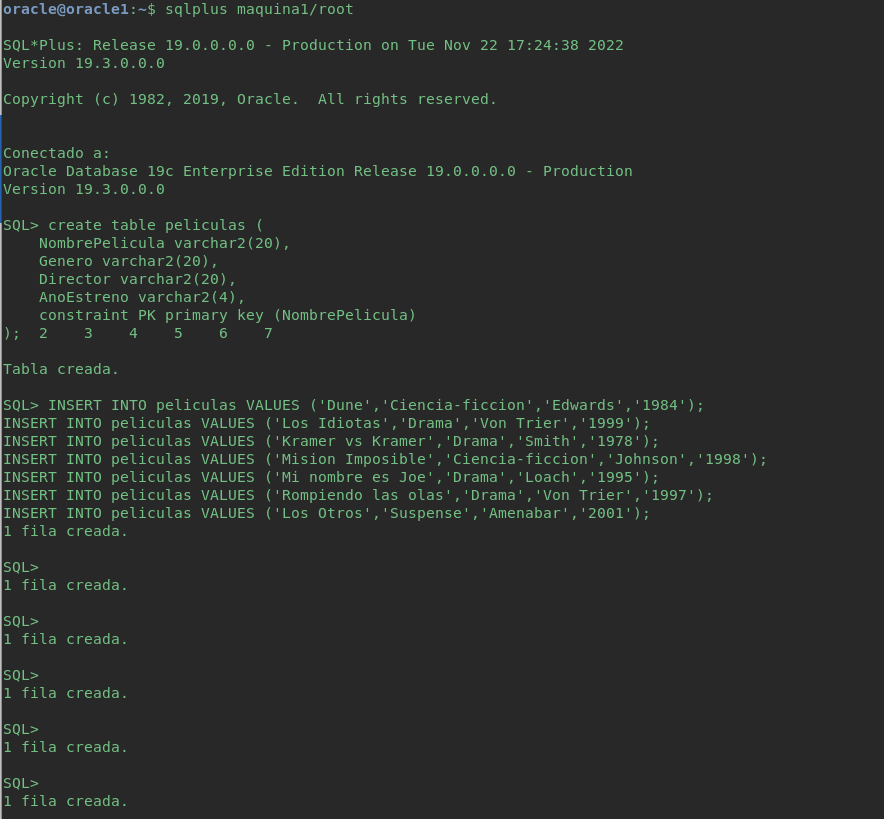 oracle@oracle1:~$ sqlplus maquina1/root
SQL*Plus: Release 19.0.0.0.0 - Production on Tue Nov 22 17:24:38 2022
Version 19.3.0.0.0
Copyright (c) 1982, 2019, Oracle.  All rights reserved.
Conectado a:
Oracle Database 19c Enterprise Edition Release 19.0.0.0.0 - Production
Version 19.3.0.0.0
SQL> create table peliculas (
    NombrePelicula varchar2(20),
    Genero varchar2(20),
    Director varchar2(20),
    AnoEstreno varchar2(4),
    constraint PK primary key (NombrePelicula)
);  2    3    4    5    6    7
Tabla creada.
SQL> INSERT INTO peliculas VALUES ('Dune','Ciencia-ficcion','Edwards','1984');
INSERT INTO peliculas VALUES ('Los Idiotas','Drama','Von Trier','1999');
INSERT INTO peliculas VALUES ('Kramer vs Kramer','Drama','Smith','1978');
INSERT INTO peliculas VALUES ('Mision Imposible','Ciencia-ficcion','Johnson','1998');
INSERT INTO peliculas VALUES ('Mi nombre es Joe','Drama','Loach','1995');
INSERT INTO peliculas VALUES ('Rompiendo las olas','Drama','Von Trier','1997');
INSERT INTO peliculas VALUES ('Los Otros','Suspense','Amenabar','2001');
1 fila creada.
SQL>
1 fila creada.
SQL>
1 fila creada.
SQL>
1 fila creada.
SQL>
1 fila creada.
SQL>
1 fila creada.